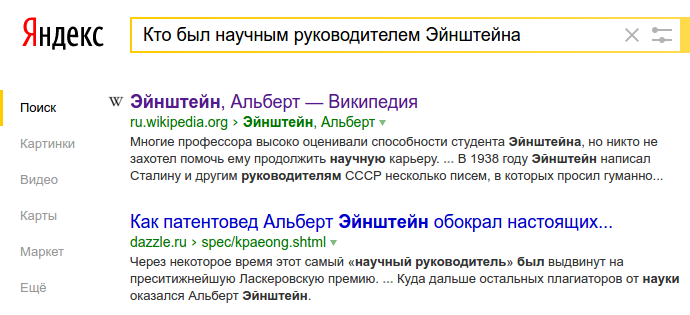 Яндекс
Кто был научным руководителем Эйнштейна
Поиск
Картинки
Видео
Карты
Маркет
Ещё
W Эйнштейн, Альберт — Википедия
ru.wikipedia.org › Эйнштейн, Альберт
Многие профессора высоко оценивали способности студента Эйнштейна, но никто не
захотел помочь ему продолжить научную карьеру. ... В 1938 году Эйнштейн написал
Сталину и другим руководителям СССР несколько писем, в которых просил гуманно...
Как патентовед Альберт Эйнштейн обокрал настоящих...
dazzle.ru › spec/kpaeong.shtml
Через некоторое время этот самый «научный руководитель» был выдвинут на
преситижнейшую Ласкеровскую премию. ... Куда дальше остальных плагиаторов от науки
оказался Альберт Эйнштейн.